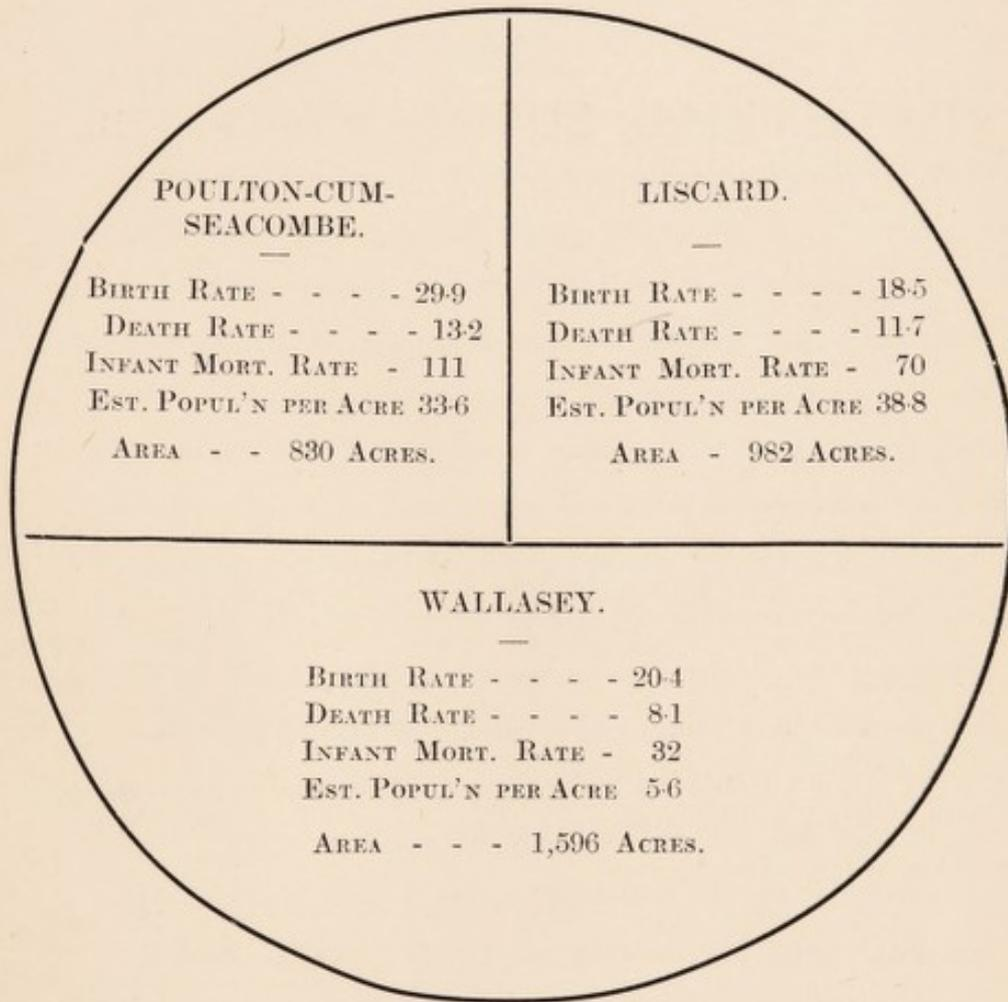 POULTON-CUM-
SEACOMBE.
—
BIRTH RATE - - - - 29·9
DEATH RATE - - - - 13·2
INFANT MORT. RATE - 111
EST. POPUL'N PER ACRE 33·6
AREA - - 830 ACRES.
LISCARD.
—
BIRTH RATE - - - - 18·5
DEATH RATE - - - - 11·7
INFANT MORT. RATE - 70
EST. POPUL'N PER ACRE 38·8
AREA - 982 ACRES.
WALLASEY.
—
BIRTH RATE - - - - 20·4
DEATH RATE - - - - 8·1
INFANT MORT. RATE - 32
EST. POPUL'N PER ACRE 5·6
AREA - - - 1,596 ACRES.